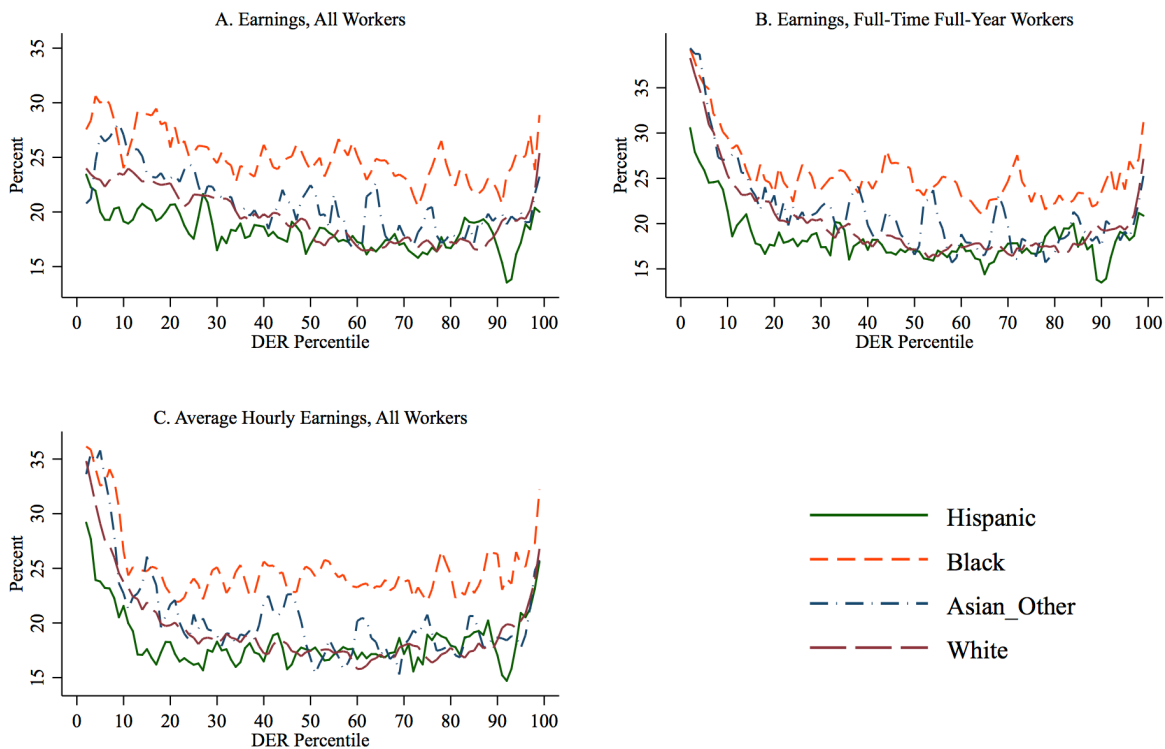 A. Earnings, All Workers
Percent
35
30
25
20
15
0 10 20 30 40 50 60 70 80 90 100
DER Percentile
B. Earnings, Full-Time Full-Year Workers
Percent
35
30
25
20
15
0 10 20 30 40 50 60 70 80 90 100
DER Percentile
C. Average Hourly Earnings, All Workers
Percent
35
30
25
20
15
0 10 20 30 40 50 60 70 80 90 100
DER Percentile
Hispanic
Black
Asian_Other
White